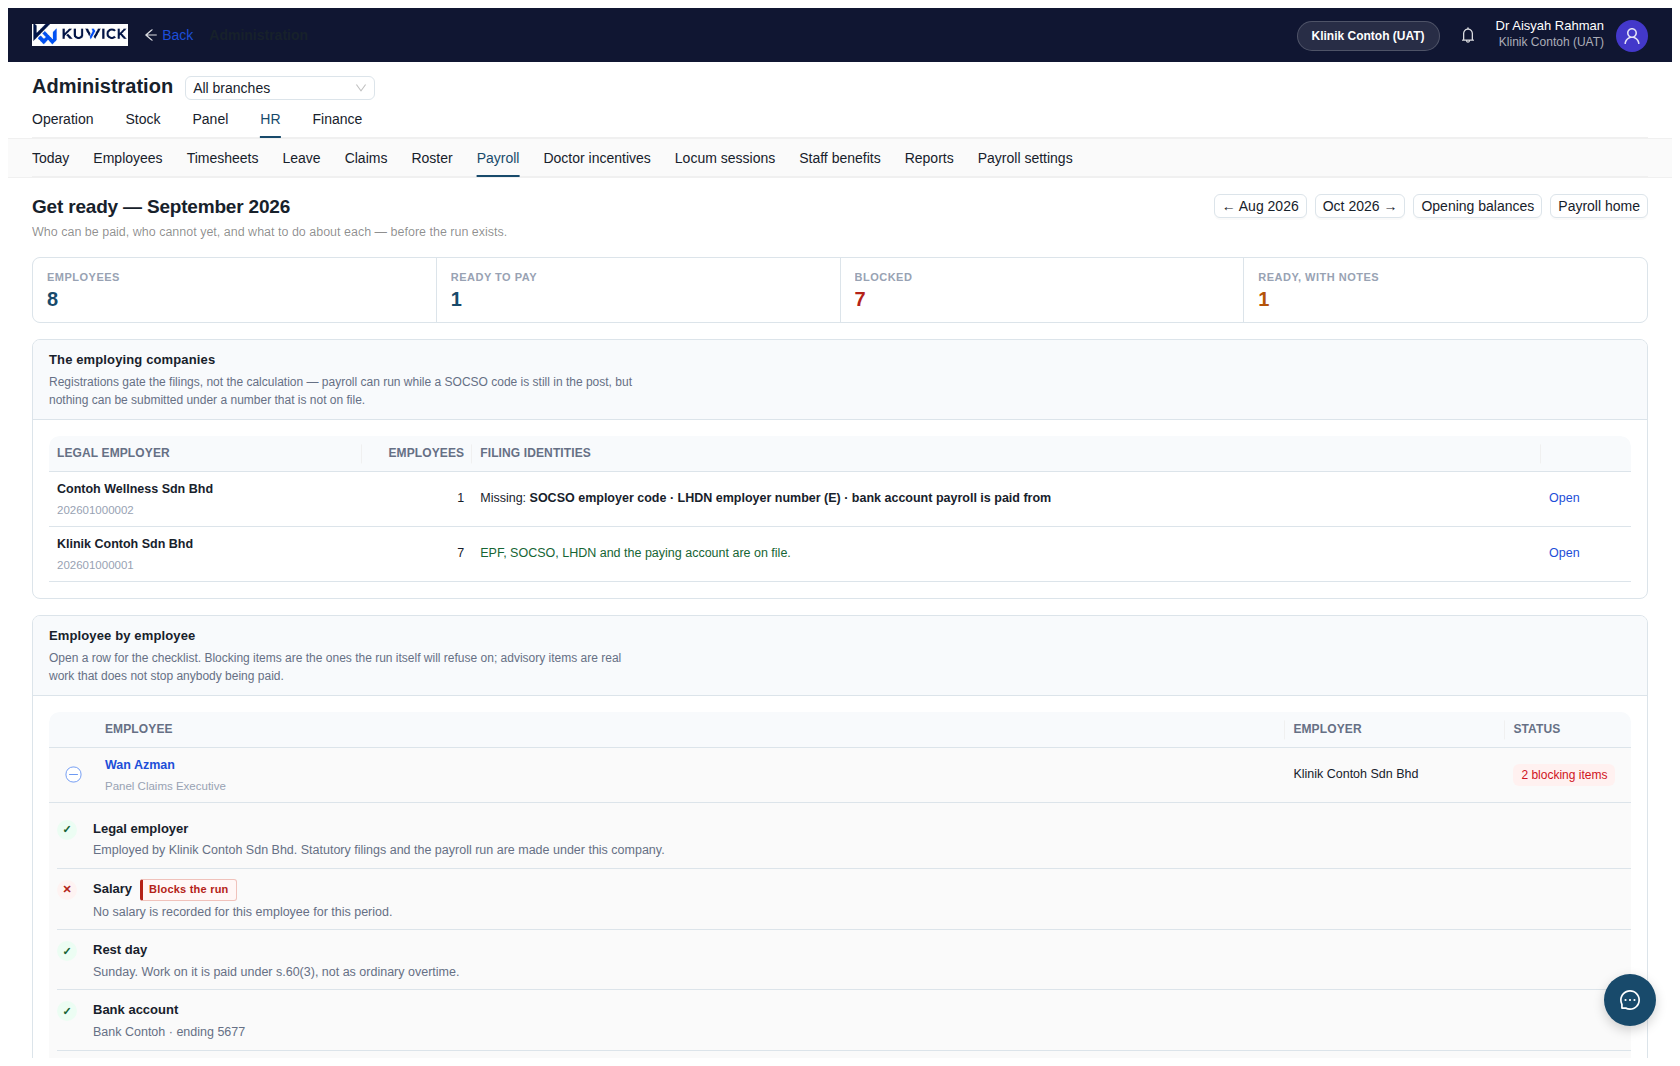 KUWICK
Back
Administration
Klinik Contoh (UAT)
Dr Aisyah Rahman
Klinik Contoh (UAT)
Administration
All branches
Operation
Stock
Panel
HR
Finance
Today
Employees
Timesheets
Leave
Claims
Roster
Payroll
Doctor incentives
Locum sessions
Staff benefits
Reports
Payroll settings
Get ready — September 2026
← Aug 2026
Oct 2026 →
Opening balances
Payroll home
Who can be paid, who cannot yet, and what to do about each — before the run exists.
EMPLOYEES
8
READY TO PAY
1
BLOCKED
7
READY, WITH NOTES
1
The employing companies
Registrations gate the filings, not the calculation — payroll can run while a SOCSO code is still in the post, but
nothing can be submitted under a number that is not on file.
LEGAL EMPLOYER
EMPLOYEES
FILING IDENTITIES
Contoh Wellness Sdn Bhd
202601000002
1
Missing: SOCSO employer code · LHDN employer number (E) · bank account payroll is paid from
Open
Klinik Contoh Sdn Bhd
202601000001
7
EPF, SOCSO, LHDN and the paying account are on file.
Open
Employee by employee
Open a row for the checklist. Blocking items are the ones the run itself will refuse on; advisory items are real
work that does not stop anybody being paid.
EMPLOYEE
EMPLOYER
STATUS
Wan Azman
Panel Claims Executive
Klinik Contoh Sdn Bhd
2 blocking items
✓ Legal employer
Employed by Klinik Contoh Sdn Bhd. Statutory filings and the payroll run are made under this company.
✕ Salary
Blocks the run
No salary is recorded for this employee for this period.
✓ Rest day
Sunday. Work on it is paid under s.60(3), not as ordinary overtime.
✓ Bank account
Bank Contoh · ending 5677